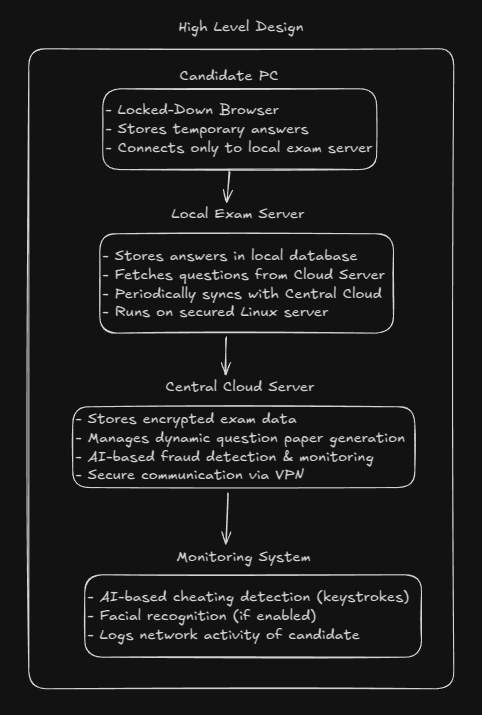 High Level Design
Candidate PC
- Locked-Down Browser
- Stores temporary answers
- Connects only to local exam server
Local Exam Server
- Stores answers in local database
- Fetches questions from Cloud Server
- Periodically syncs with Central Cloud
- Runs on secured Linux server
Central Cloud Server
- Stores encrypted exam data
- Manages dynamic question paper generation
- AI-based fraud detection & monitoring
- Secure communication via VPN
Monitoring System
- AI-based cheating detection (keystrokes)
- Facial recognition (if enabled)
- Logs network activity of candidate